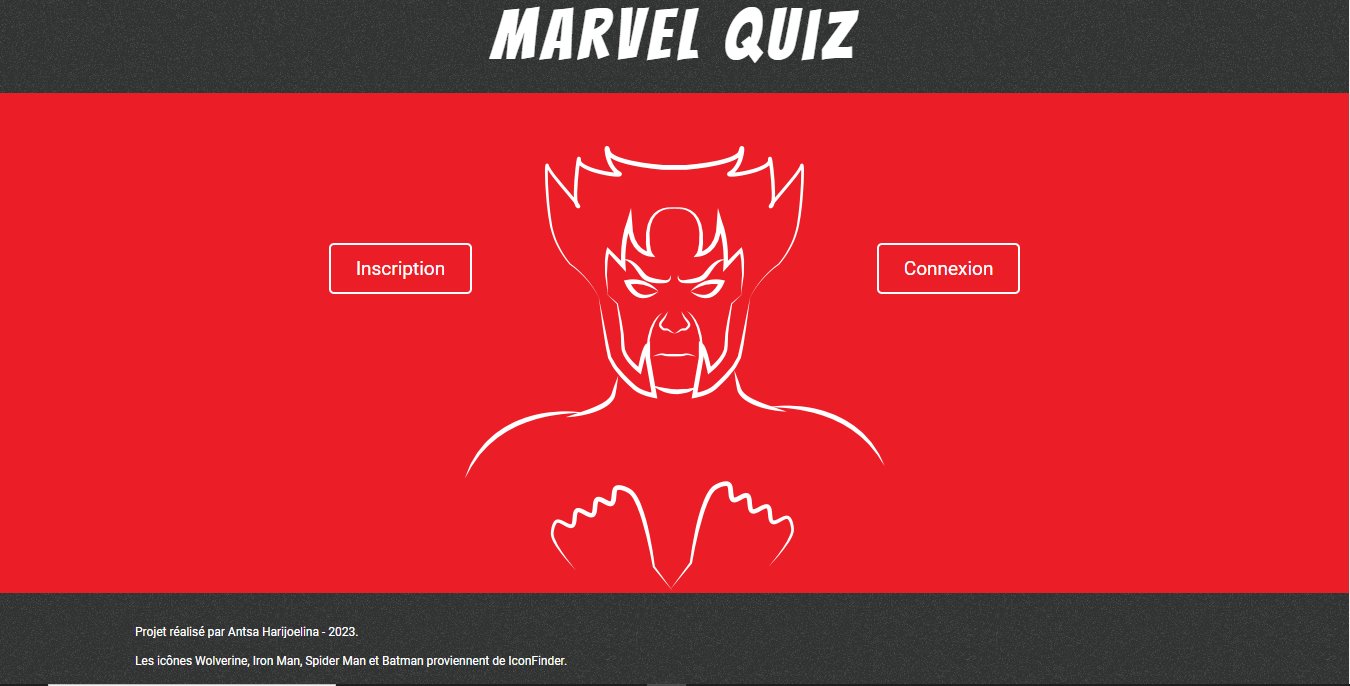 MARVEL QUIZ
Inscription
Connexion
Projet réalisé par Antsa Harijoelina - 2023.
Les icônes Wolverine, Iron Man, Spider Man et Batman proviennent de IconFinder.